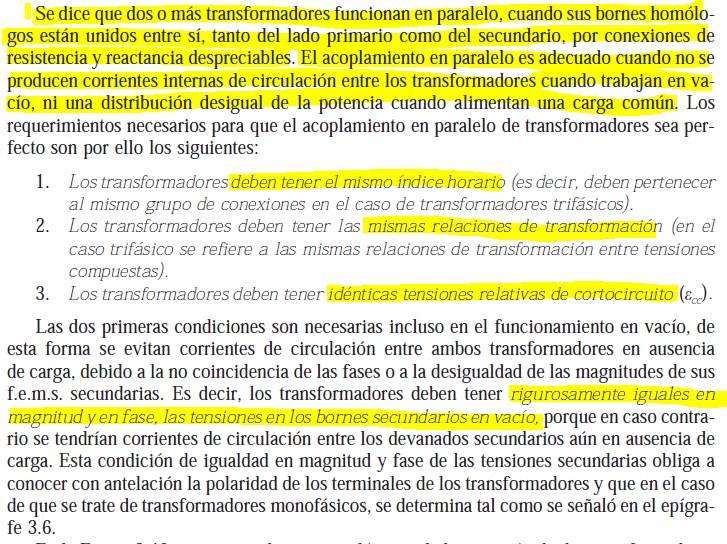 Se dice que dos o más transformadores funcionan en paralelo, cuando sus bornes homólo-
gos están unidos entre sí, tanto del lado primario como del secundario, por conexiones de
resistencia y reactancia despreciables. El acoplamiento en paralelo es adecuado cuando no se
producen corrientes internas de circulación entre los transformadores cuando trabajan en va-
cío, ni una distribución desigual de la potencia cuando alimentan una carga común. Los
requerimientos necesarios para que el acoplamiento en paralelo de transformadores sea per-
fecto son por ello los siguientes:
1. Los transformadores deben tener el mismo índice horario (es decir, deben pertenecer
al mismo grupo de conexiones en el caso de transformadores trifásicos).
2. Los transformadores deben tener las mismas relaciones de transformación (en el
caso trifásico se refiere a las mismas relaciones de transformación entre tensiones
compuestas).
3. Los transformadores deben tener idénticas tensiones relativas de cortocircuito (εcc).
Las dos primeras condiciones son necesarias incluso en el funcionamiento en vacío, de
esta forma se evitan corrientes de circulación entre ambos transformadores en ausencia
de carga, debido a la no coincidencia de las fases o a la desigualdad de las magnitudes de sus
f.e.m.s. secundarias. Es decir, los transformadores deben tener rigurosamente iguales en
magnitud y en fase, las tensiones en los bornes secundarios en vacío, porque en caso contra-
rio se tendrían corrientes de circulación entre los devanados secundarios aún en ausencia de
carga. Esta condición de igualdad en magnitud y fase de las tensiones secundarias obliga a
conocer con antelación la polaridad de los terminales de los transformadores y que en el caso
de que se trate de transformadores monofásicos, se determina tal como se señaló en el epígra-
fe 3.6.